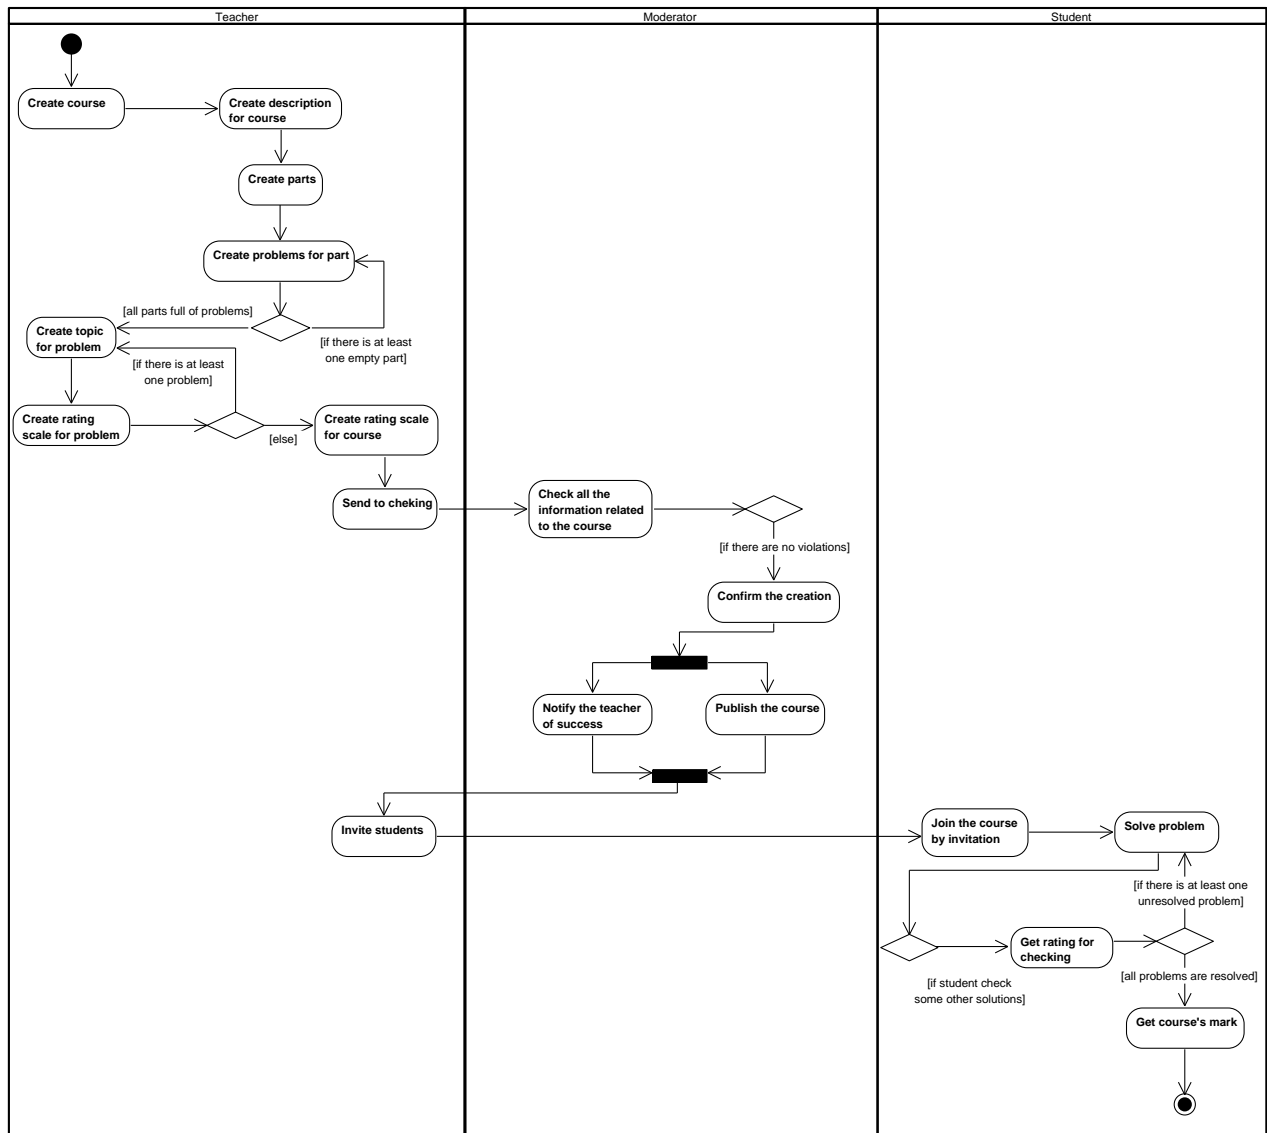 Teacher
Moderator
Student
Create course
Create description
for course
Create parts
Create problems for part
[all parts full of problems]
[if there is at least
one empty part]
Create topic
for problem
[if there is at least
one problem]
Create rating
scale for problem
[else]
Create rating scale
for course
Send to cheking
Check all the
information related
to the course
[if there are no violations]
Confirm the creation
Notify the teacher
of success
Publish the course
Invite students
Join the course
by invitation
Solve problem
[if there is at least one
unresolved problem]
Get rating for
checking
[if student check
some other solutions]
[all problems are resolved]
Get course's mark